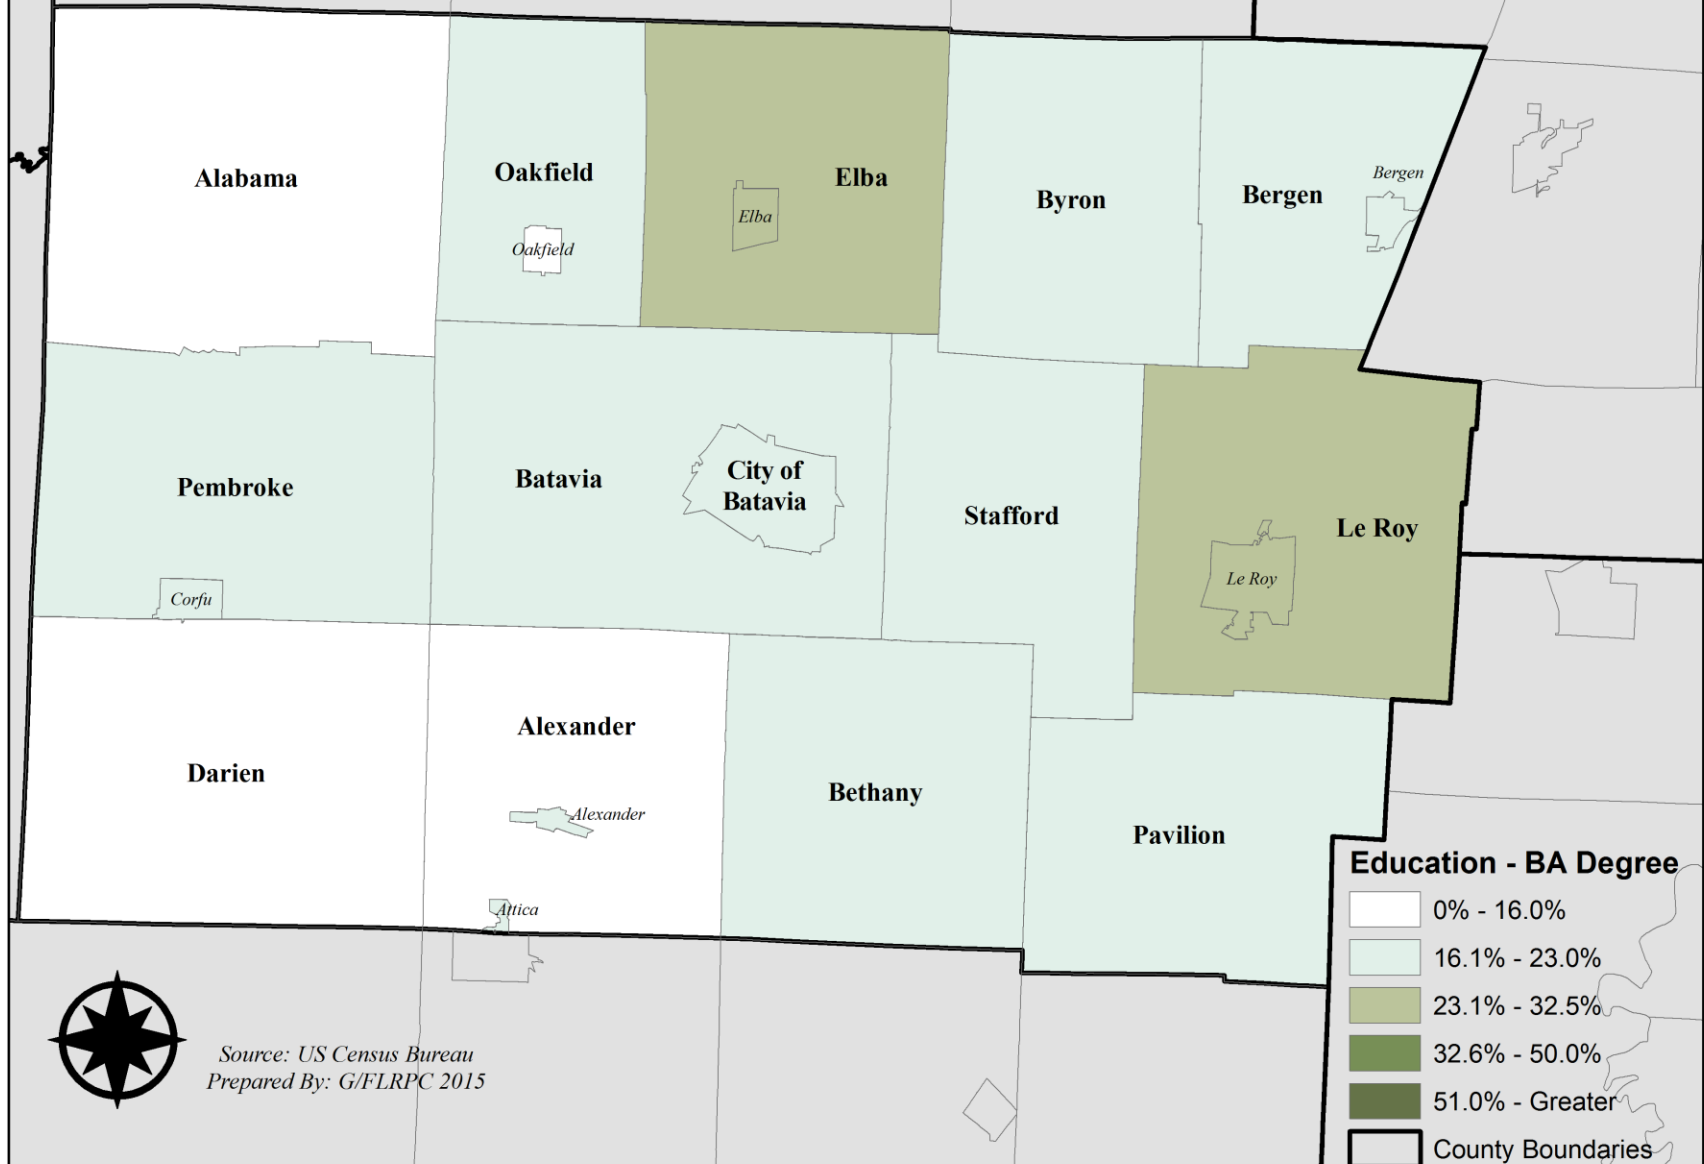 Alabama
Oakfield
Oakfield
Elba
Elba
Byron
Bergen
Bergen
Pembroke
Corfu
Batavia
City of
Batavia
Stafford
Le Roy
Le Roy
Darien
Alexander
Alexander
Attica
Bethany
Pavilion
Education - BA Degree
0% - 16.0%
16.1% - 23.0%
23.1% - 32.5%
32.6% - 50.0%
51.0% - Greater
County Boundaries
Source: US Census Bureau
Prepared By: G/FLRPC 2015